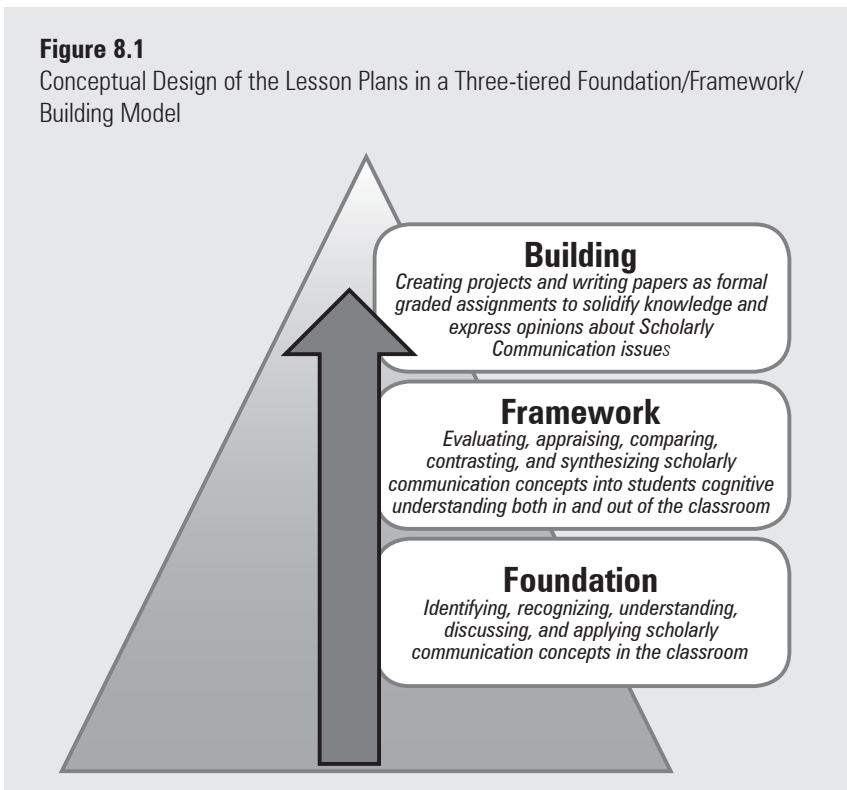 Figure 8.1
Conceptual Design of the Lesson Plans in a Three-tiered Foundation/Framework/
Building Model
Building
Creating projects and writing papers as formal
graded assignments to solidify knowledge and
express opinions about Scholarly
Communication issues
Framework
Evaluating, appraising, comparing,
contrasting, and synthesizing scholarly
communication concepts into students cognitive
understanding both in and out of the classroom
Foundation
Identifying, recognizing, understanding,
discussing, and applying scholarly
communication concepts in the classroom